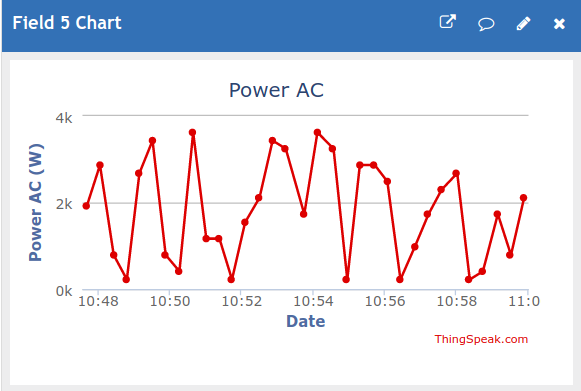 Field 5 Chart
Power AC
4k
2k
0k
Power AC (W)
10:48 10:50 10:52 10:54 10:56 10:58 11:0
Date
ThingSpeak.com